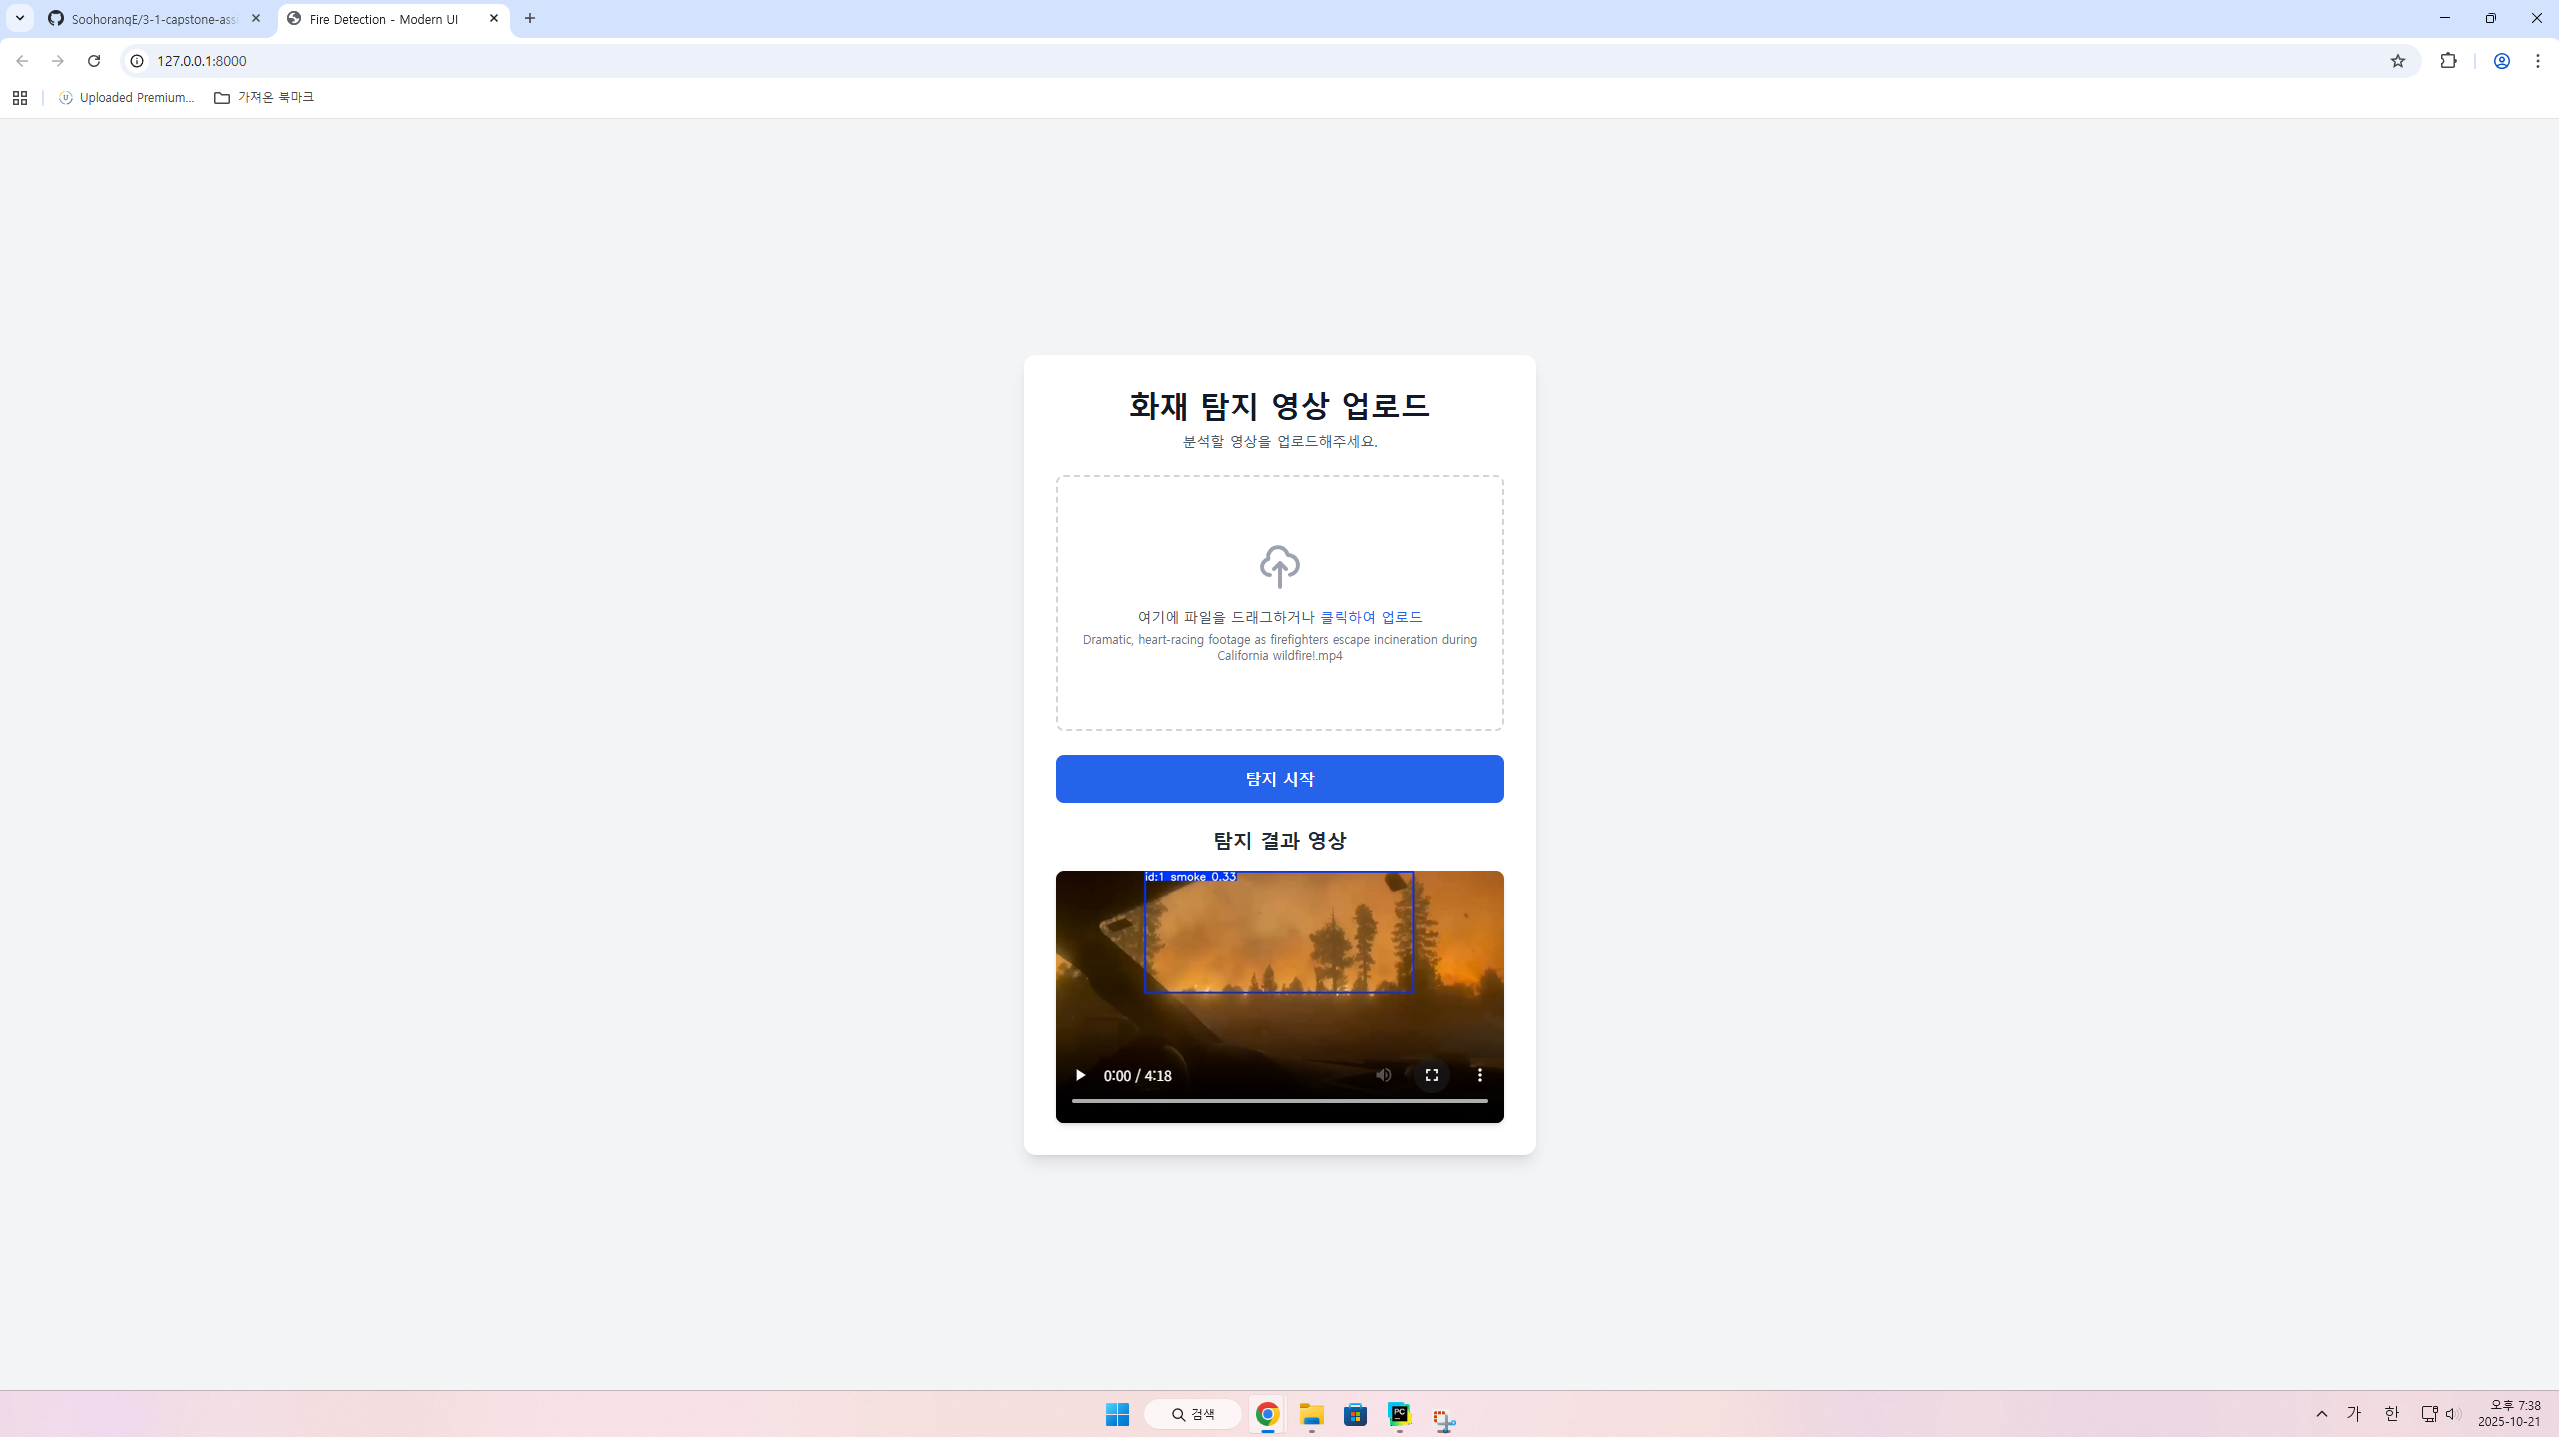 SoohorangE/3-1-capstone-assi
Fire Detection - Modern UI
127.0.0.1:8000
Uploaded Premium...
가져온 북마크
화재 탐지 영상 업로드
분석할 영상을 업로드해주세요.
여기에 파일을 드래그하거나 클릭하여 업로드
Dramatic, heart-racing footage as firefighters escape incineration during
California wildfire!.mp4
탐지 시작
탐지 결과 영상
id:1 smoke 0.33
0:00 / 4:18
검색
PC
가
한
오후 7:38
2025-10-21